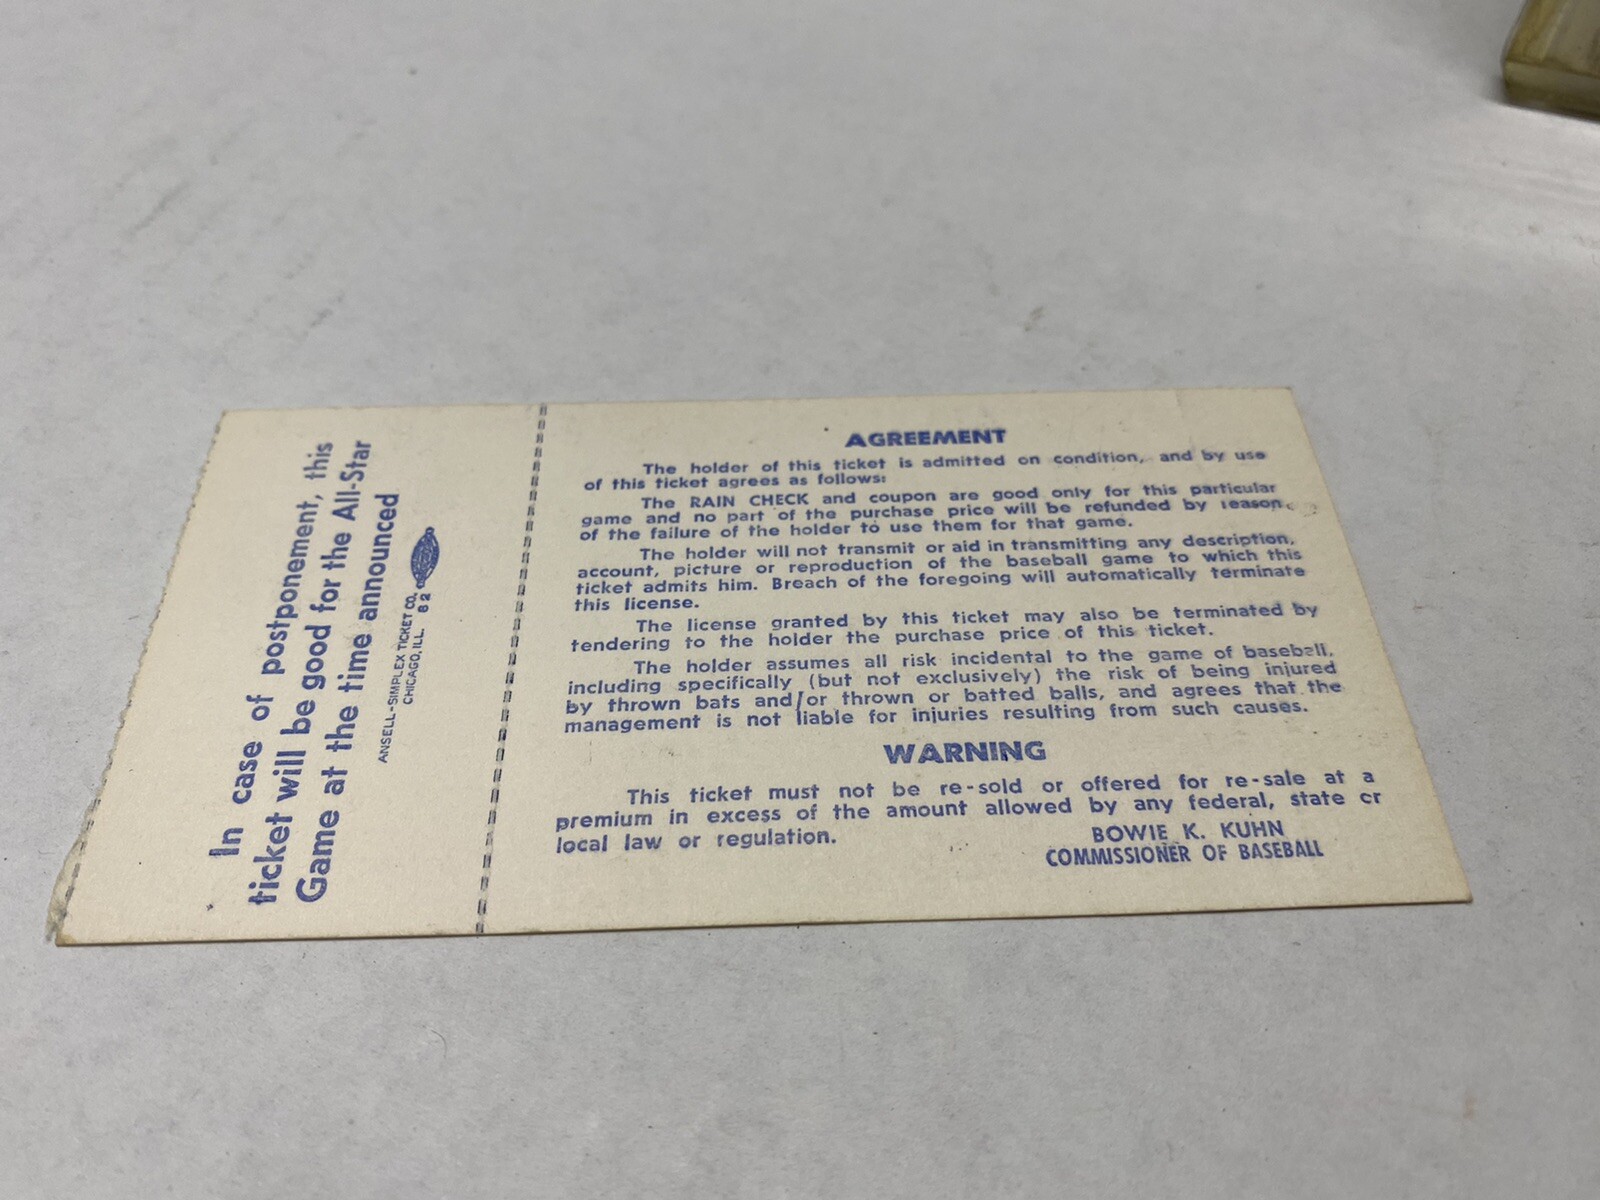 In case of postponement, this
ticket will be good for the All-Star
Game at the time announced
ANSELL-SIMPLEX TICKET CO.
CHICAGO, ILL. 82
AGREEMENT
The holder of this ticket is admitted on condition, and by use
of this ticket agrees as follows:
The RAIN CHECK and coupon are good only for this particular
game and no part of the purchase price will be refunded by reason
of the failure of the holder to use them for that game.
The holder will not transmit or aid in transmitting any description,
account, picture or reproduction of the baseball game to which this
ticket admits him. Breach of the foregoing will automatically terminate
this license.
The license granted by this ticket may also be terminated by
tendering to the holder the purchase price of this ticket.
The holder assumes all risk incidental to the game of baseball,
including specifically (but not exclusively) the risk of being injured
by thrown bats and/or thrown or batted balls, and agrees that the
management is not liable for injuries resulting from such causes.
WARNING
This ticket must not be re-sold or offered for re-sale at a
premium in excess of the amount allowed by any federal, state or
local law or regulation.
BOWIE K. KUHN
COMMISSIONER OF BASEBALL